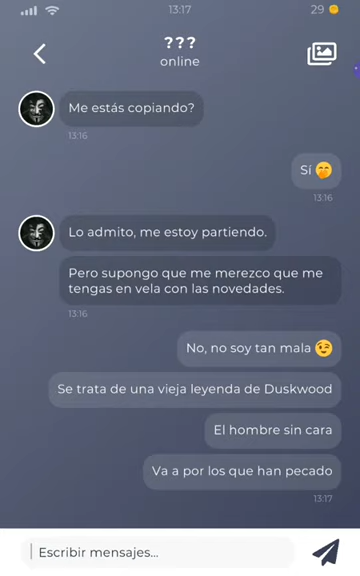 13:17
29
???
online
Me estás copiando?
13:16
Sí 🤭
13:16
Lo admito, me estoy partiendo.
Pero supongo que me merezco que me
tengas en vela con las novedades.
13:16
No, no soy tan mala 😉
Se trata de una vieja leyenda de Duskwood
El hombre sin cara
Va a por los que han pecado
13:17
Escribir mensajes...